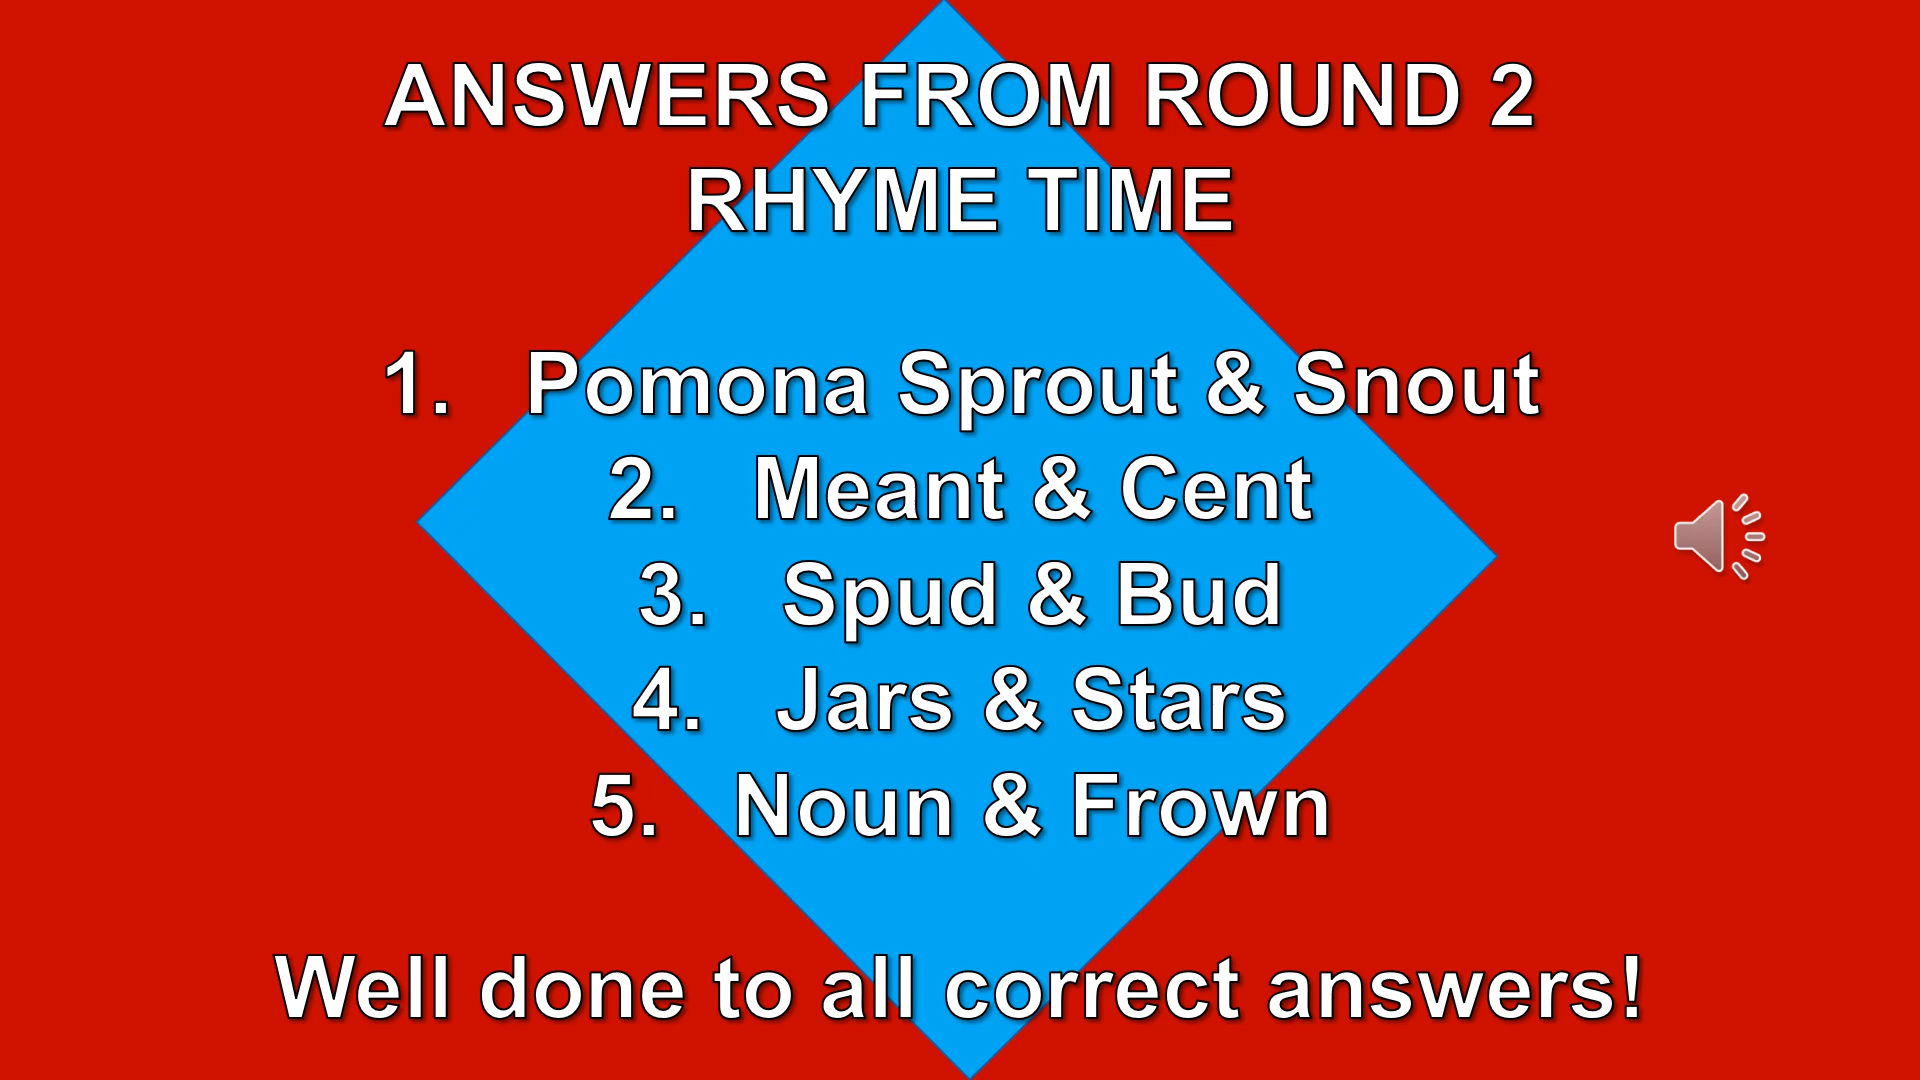 ANSWERS FROM ROUND 2
RHYME TIME
1. Pomona Sprout & Snout
2. Meant & Cent
3. Spud & Bud
4. Jars & Stars
5. Noun & Frown
Well done to all correct answers!